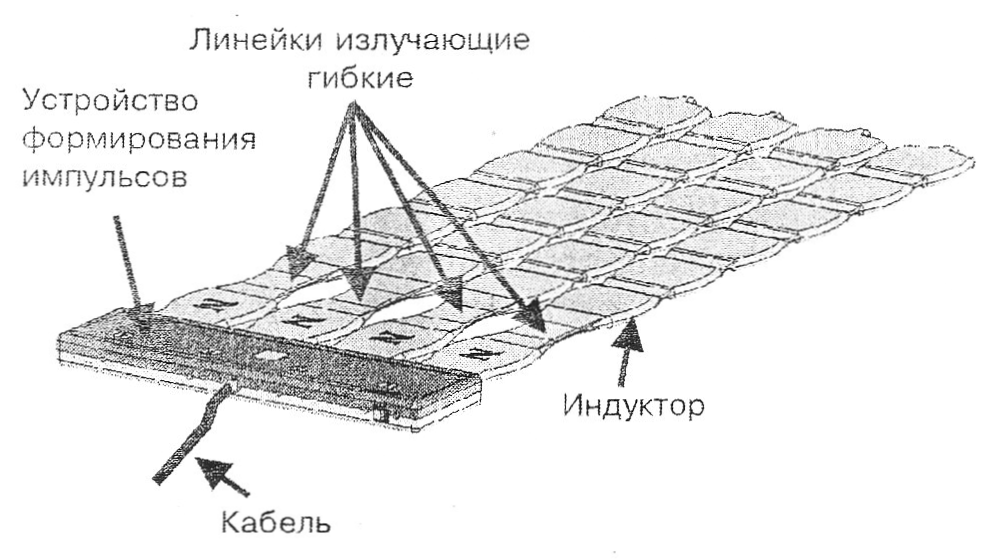 Линейки излучающие
гибкие
Устройство
формирования
импульсов
N
N
N
N
Индуктор
Кабель